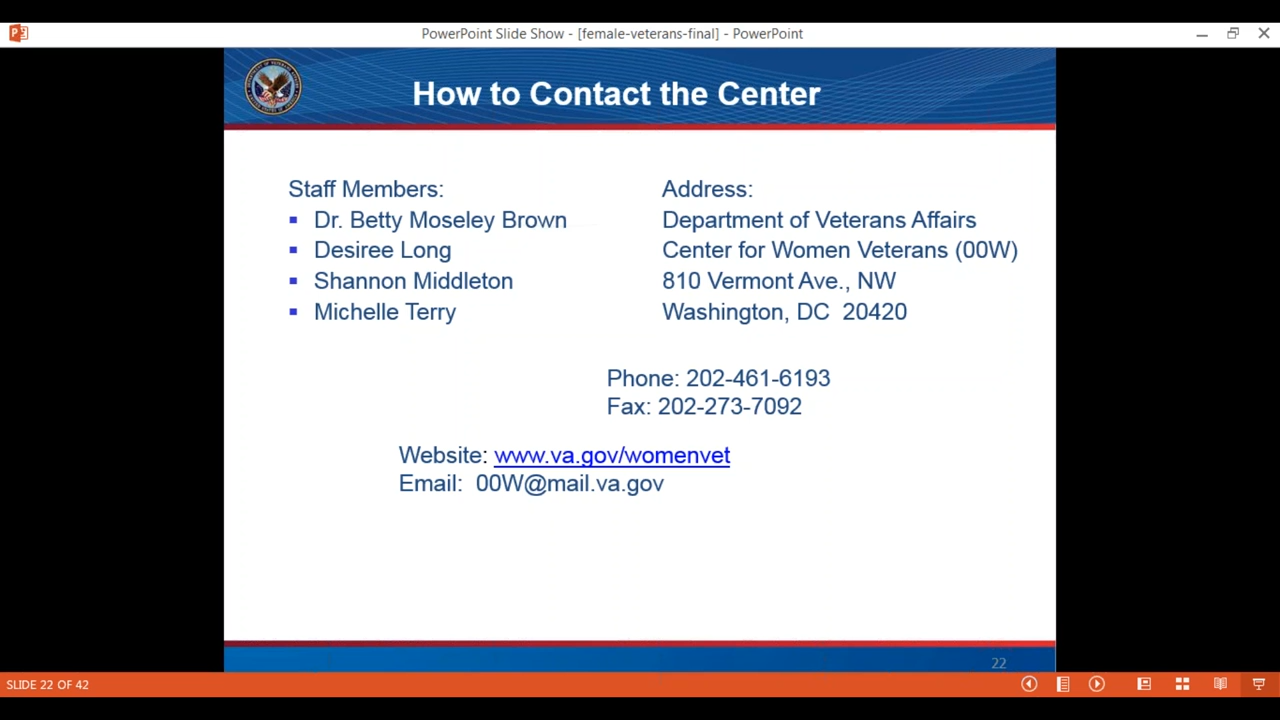 PowerPoint Slide Show - [female-veterans-final] - PowerPoint
How to Contact the Center
Staff Members:
▪ Dr. Betty Moseley Brown
▪ Desiree Long
▪ Shannon Middleton
▪ Michelle Terry
Address:
Department of Veterans Affairs
Center for Women Veterans (00W)
810 Vermont Ave., NW
Washington, DC  20420
Phone: 202-461-6193
Fax: 202-273-7092
Website: www.va.gov/womenvet
Email:  00W@mail.va.gov
22
SLIDE 22 OF 42